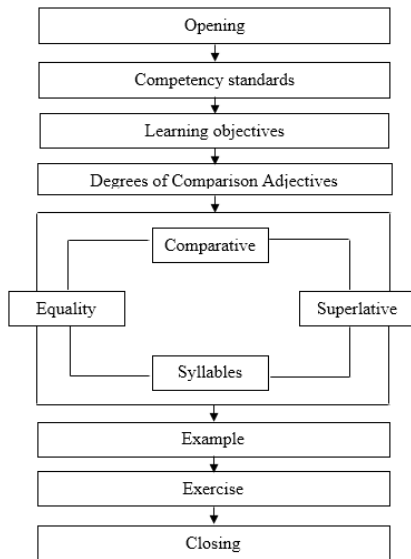 Opening
Competency standards
Learning objectives
Degrees of Comparison Adjectives
Comparative
Equality
Superlative
Syllables
Example
Exercise
Closing